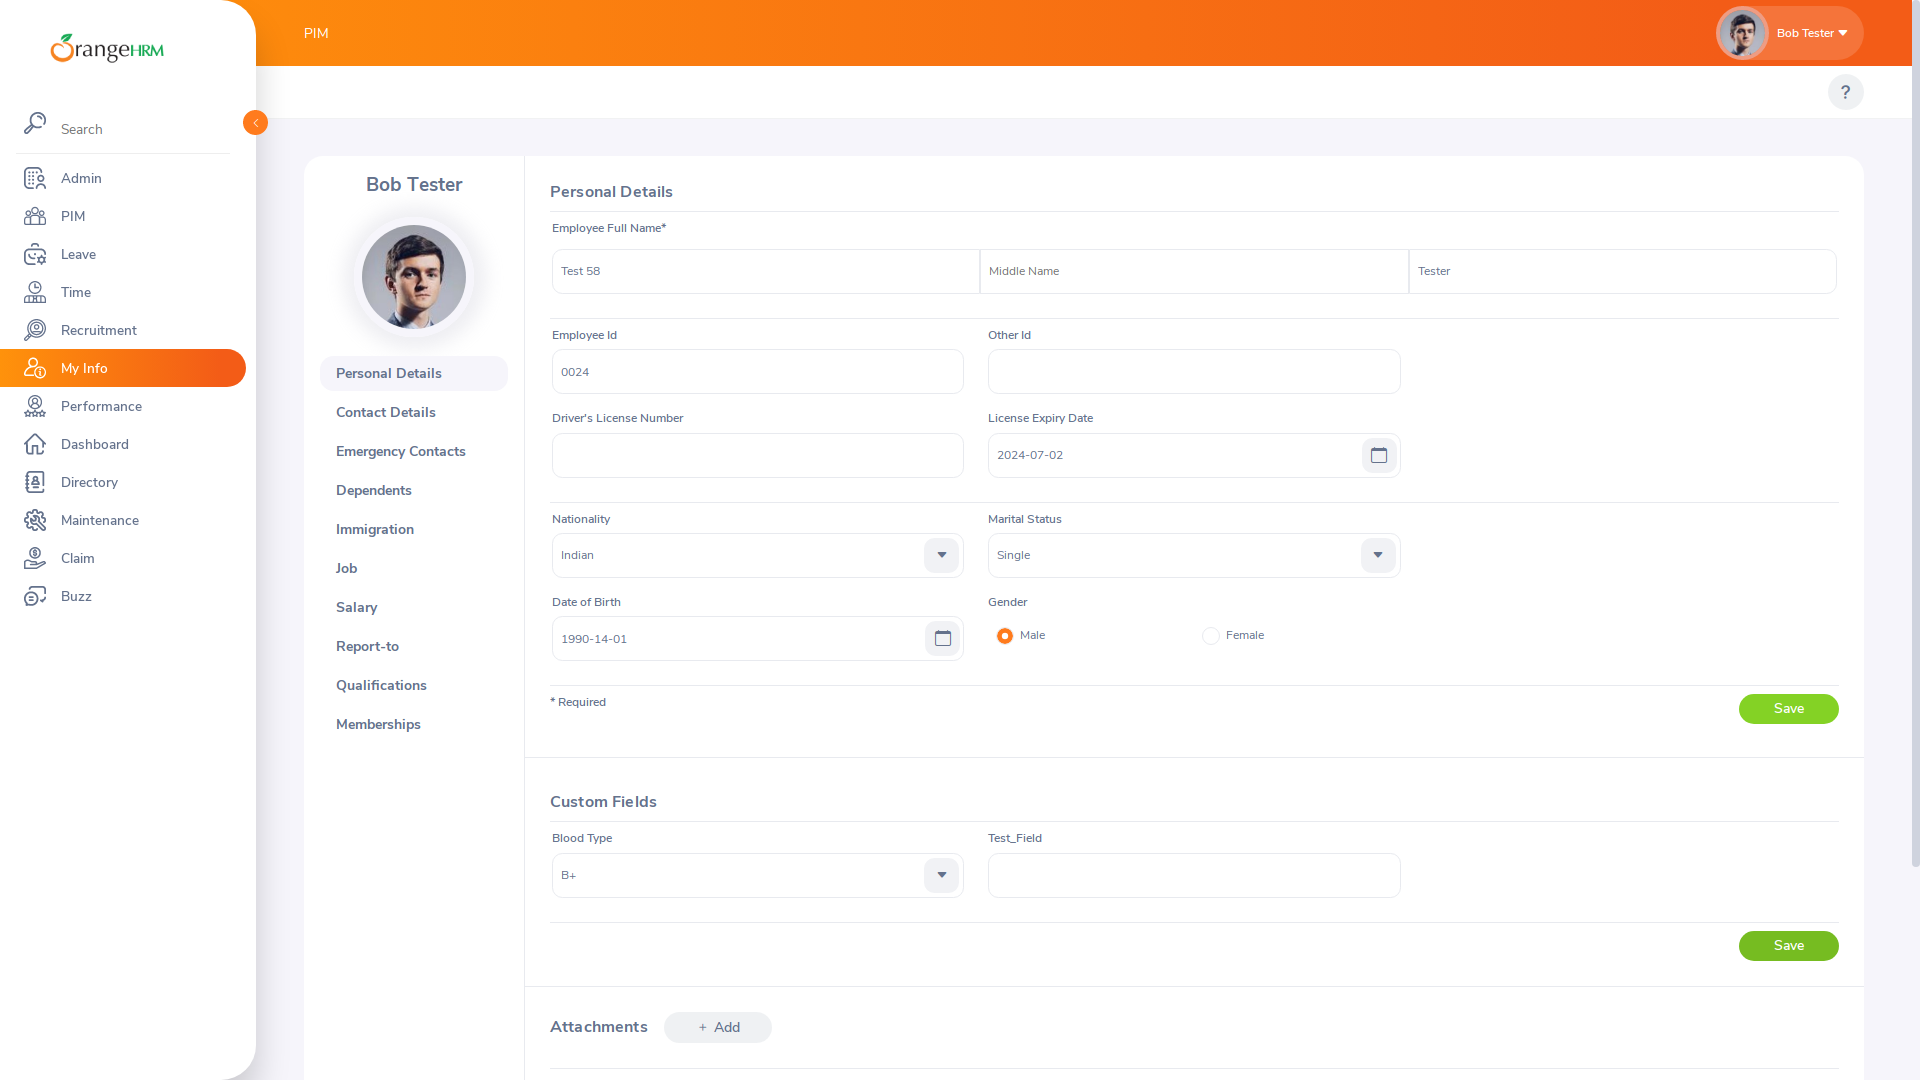 OrangeHRM
PIM
Bob Tester
?
Search
Admin
PIM
Leave
Time
Recruitment
My Info
Performance
Dashboard
Directory
Maintenance
Claim
Buzz
Bob Tester
Personal Details
Contact Details
Emergency Contacts
Dependents
Immigration
Job
Salary
Report-to
Qualifications
Memberships
Personal Details
Employee Full Name*
Test 58 Middle Name Tester
Employee Id Other Id
0024
Driver's License Number License Expiry Date
2024-07-02
Nationality Marital Status
Indian Single
Date of Birth Gender
1990-14-01 Male Female
* Required Save
Custom Fields
Blood Type Test_Field
B+
Save
Attachments + Add